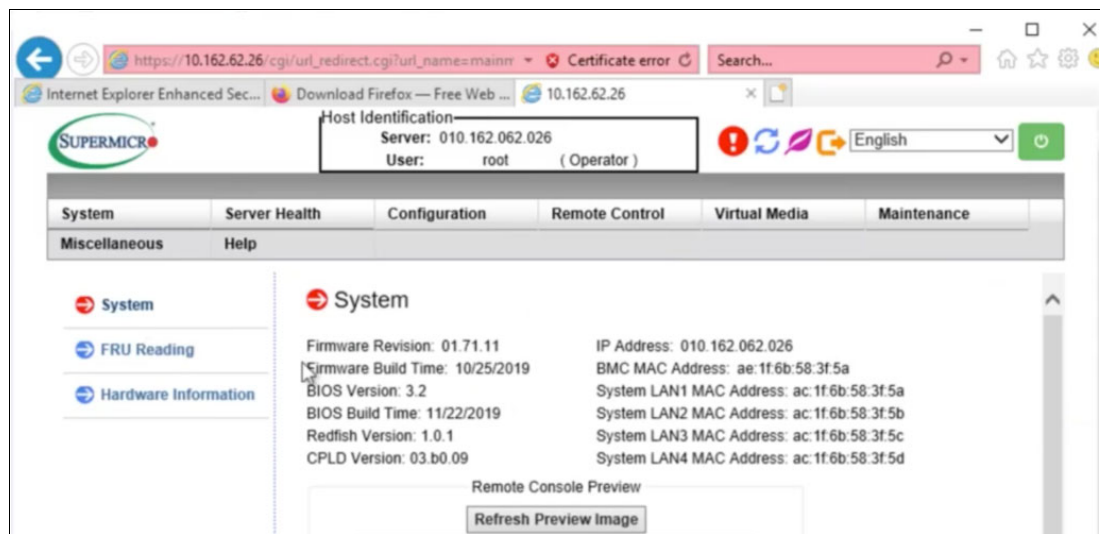 https://10.162.62.26/cgi/url_redirect.cgi?url_name=mainm
Certificate error
Search...
Internet Explorer Enhanced Sec...
Download Firefox — Free Web ...
10.162.62.26
SUPERMICR
Host Identification
Server: 010.162.062.026
User: root ( Operator )
English
System Server Health Configuration Remote Control Virtual Media Maintenance
Miscellaneous Help
System
FRU Reading
Hardware Information
System
Firmware Revision: 01.71.11
Firmware Build Time: 10/25/2019
BIOS Version: 3.2
BIOS Build Time: 11/22/2019
Redfish Version: 1.0.1
CPLD Version: 03.b0.09
IP Address: 010.162.062.026
BMC MAC Address: ae:1f:6b:58:3f:5a
System LAN1 MAC Address: ac:1f:6b:58:3f:5a
System LAN2 MAC Address: ac:1f:6b:58:3f:5b
System LAN3 MAC Address: ac:1f:6b:58:3f:5c
System LAN4 MAC Address: ac:1f:6b:58:3f:5d
Remote Console Preview
Refresh Preview Image